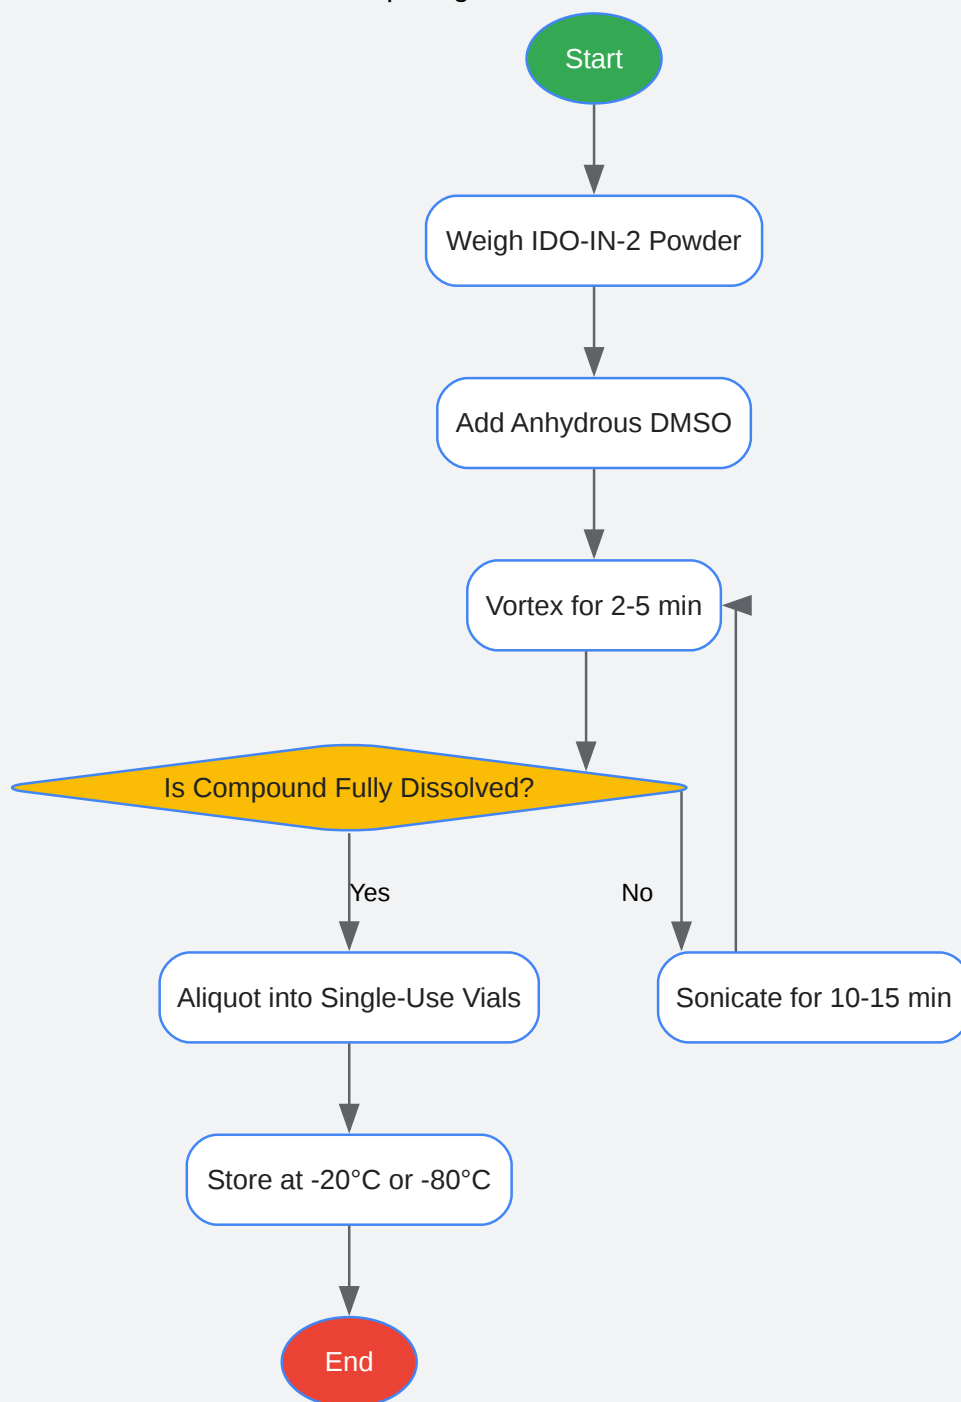 Start
Weigh IDO-IN-2 Powder
Add Anhydrous DMSO
Vortex for 2-5 min
Is Compound Fully Dissolved?
Yes
No
Aliquot into Single-Use Vials
Sonicate for 10-15 min
Store at -20°C or -80°C
End